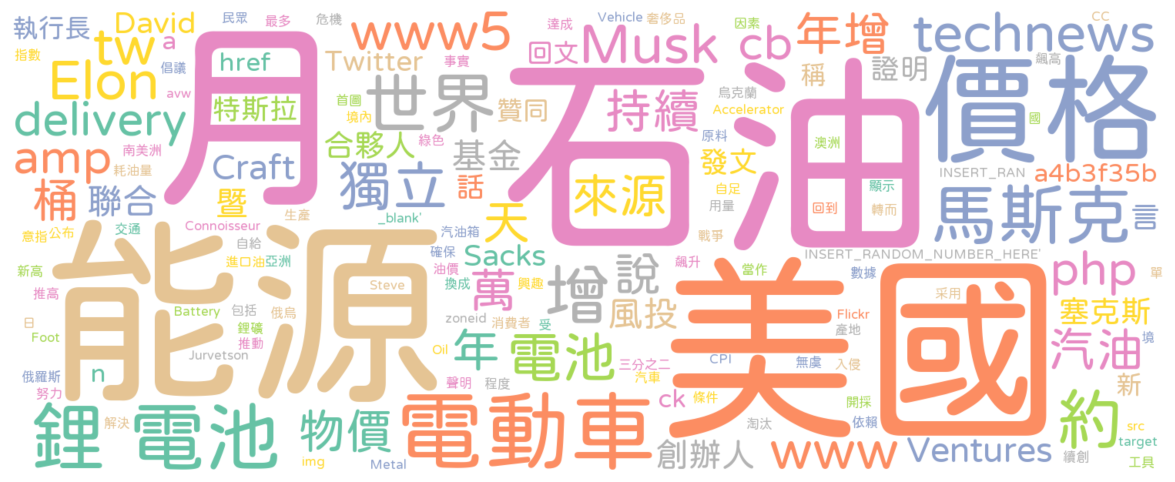 執行長 David 民眾 最多 危機 www5 達成 Vehicle 奢侈品 因素 年增 technews CC
指數 tw a 倡議 href Twitter 事實 回文 Musk cb 稱 證明 飆高
Elon avw 特斯拉 首圖 境內 世界 贊同 持續 烏克蘭 Accelerator 價格
delivery 月 綠色 石油 原料 澳洲 國
amp 南美洲 耗油量 Craft 合夥人 基金 發文 INSERT_RAN a4b3f35b
桶 聯合 暨 獨立 話 來源 自足 用量 顯示 回到 轉而 馬斯克 言
意指 公布 交通 Connoisseur 生產 _blank' 天 戰爭
新高 自給 進口油 亞洲 汽油箱 確保 Sacks 飆升 INSERT_RANDOM_NUMBER_HERE'
推高 能源 油價 換成 萬 興趣 增 說 當作 數據 php 單
日 Foot Battery 包括 俄烏 Steve zoneid 消費者 風投 美國 采用 Flickr 產地 塞克斯
鋰礦 推動 Jurvetson Oil 受 年 電池 三分之二 CPI 無虞 入侵 汽油 境
俄羅斯 n 努力 聲明 程度 汽車 ck 條件 開採 依賴 新
鋰電池 解決 物價 電動車 淘汰 約 src
img Metal 創辦人 www Ventures 續創 target 工具